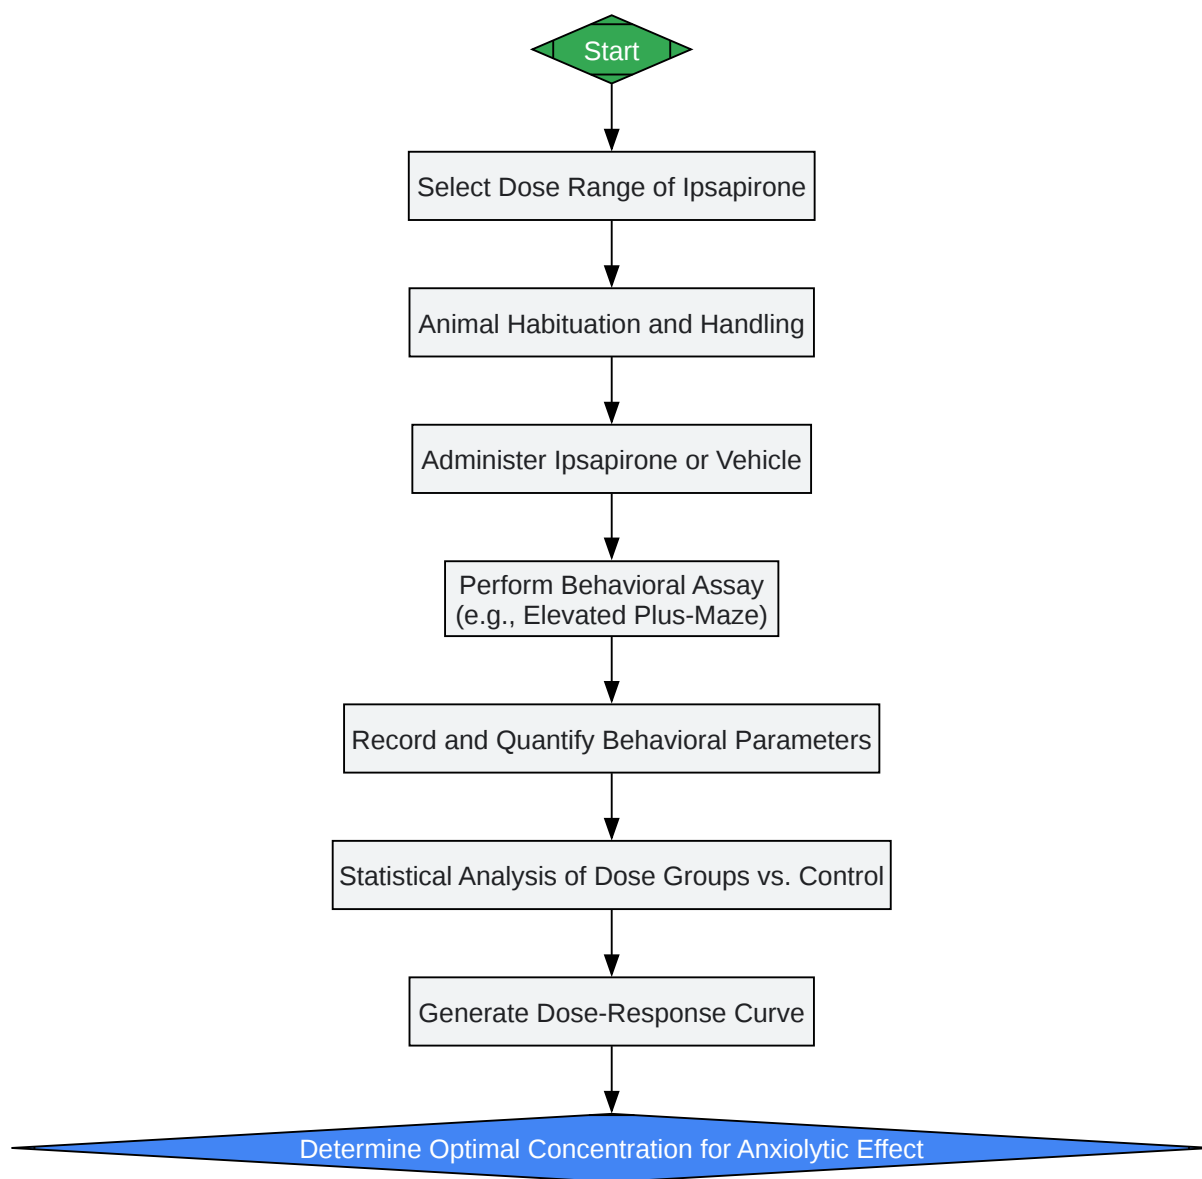 Start
Select Dose Range of Ipsapirone
Animal Habituation and Handling
Administer Ipsapirone or Vehicle
Perform Behavioral Assay
(e.g., Elevated Plus-Maze)
Record and Quantify Behavioral Parameters
Statistical Analysis of Dose Groups vs. Control
Generate Dose-Response Curve
Determine Optimal Concentration for Anxiolytic Effect